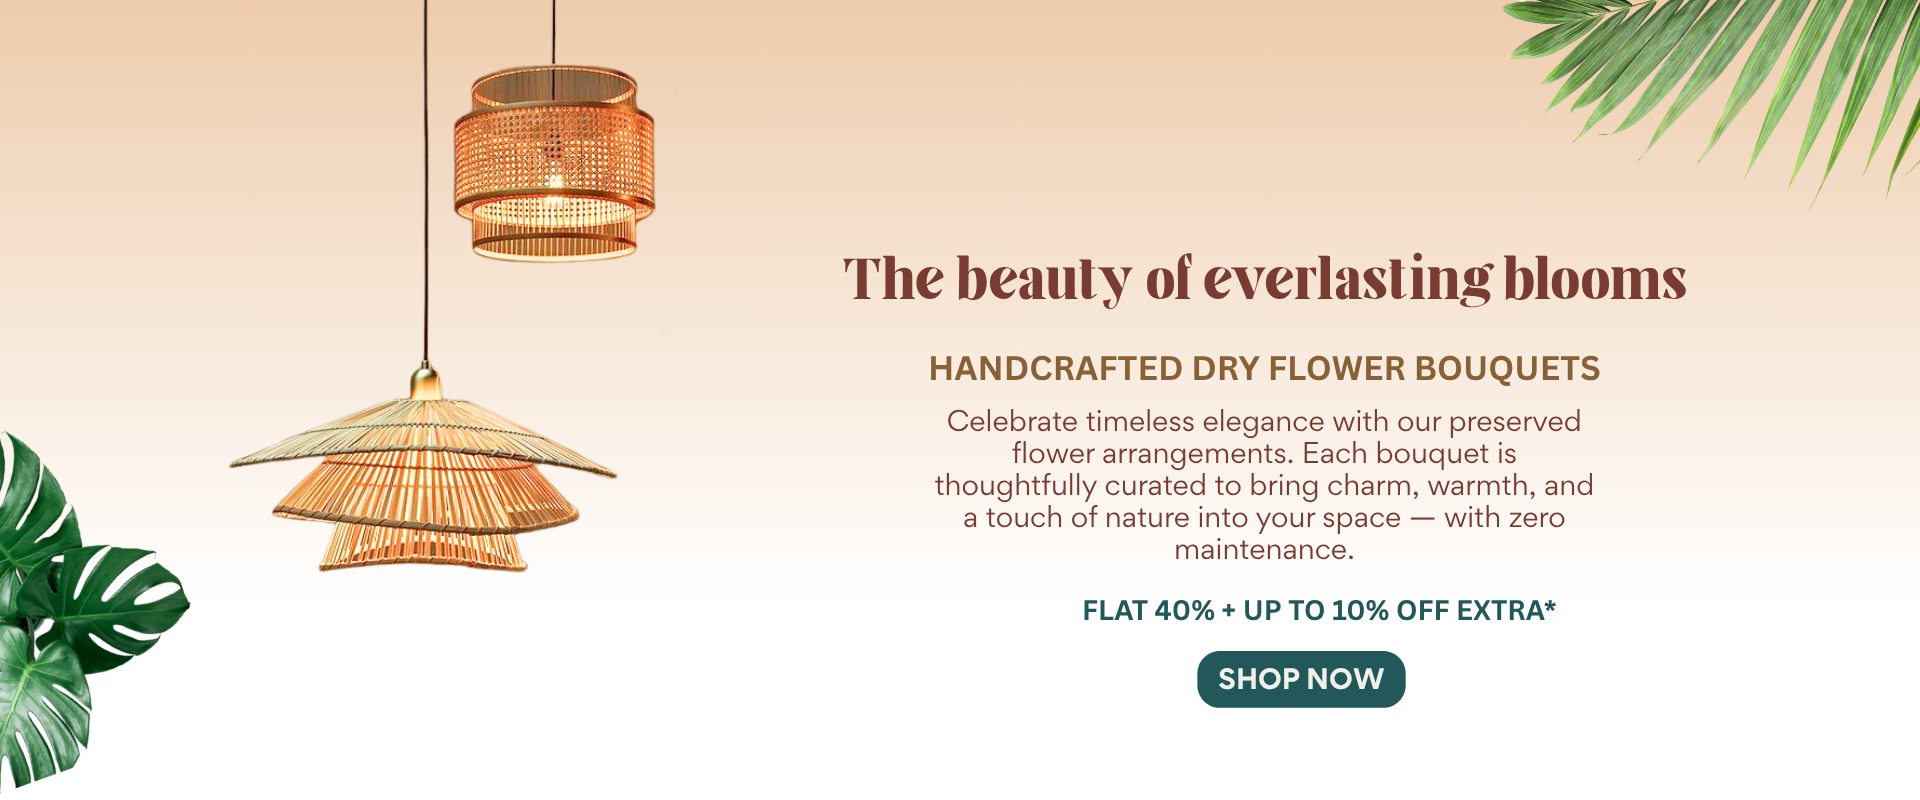 The beauty of everlasting blooms
HANDCRAFTED DRY FLOWER BOUQUETS
Celebrate timeless elegance with our preserved
flower arrangements. Each bouquet is
thoughtfully curated to bring charm, warmth, and
a touch of nature into your space — with zero
maintenance.
FLAT 40% + UP TO 10% OFF EXTRA*
SHOP NOW